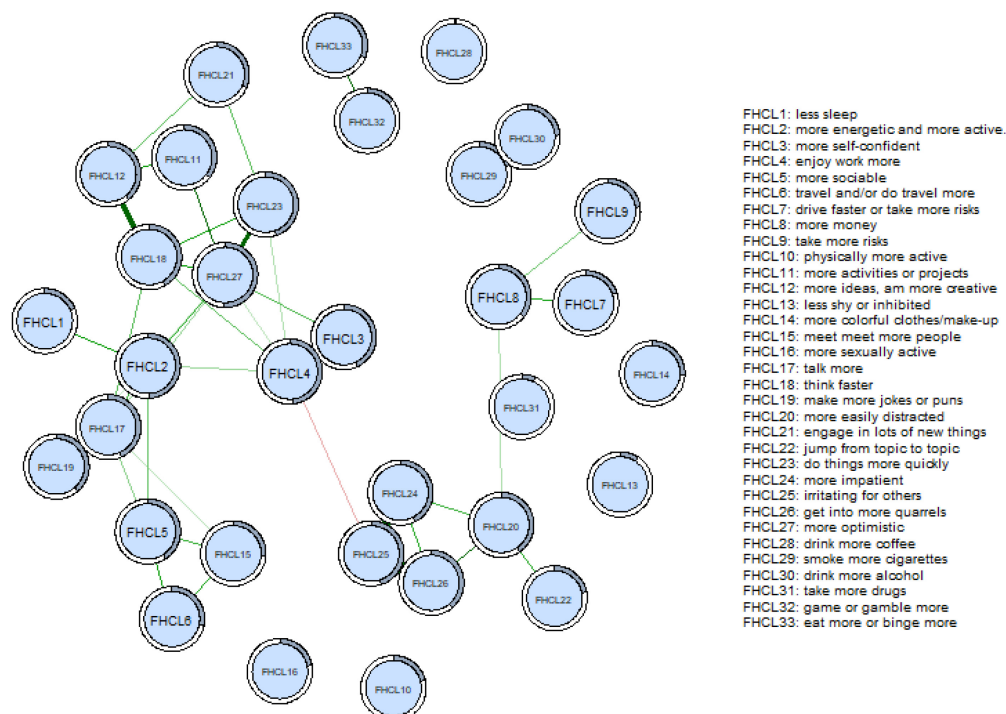 FHCL33
FHCL28
FHCL21
FHCL32
FHCL30
FHCL11
FHCL12
FHCL29
FHCL23
FHCL9
FHCL18
FHCL27
FHCL8
FHCL7
FHCL1
FHCL3
FHCL2
FHCL4
FHCL14
FHCL31
FHCL17
FHCL19
FHCL13
FHCL24
FHCL20
FHCL5
FHCL15
FHCL25
FHCL26
FHCL22
FHCL6
FHCL16
FHCL10
FHCL1: less sleep
FHCL2: more energetic and more active.
FHCL3: more self-confident
FHCL4: enjoy work more
FHCL5: more sociable
FHCL6: travel and/or do travel more
FHCL7: drive faster or take more risks
FHCL8: more money
FHCL9: take more risks
FHCL10: physically more active
FHCL11: more activities or projects
FHCL12: more ideas, am more creative
FHCL13: less shy or inhibited
FHCL14: more colorful clothes/make-up
FHCL15: meet meet more people
FHCL16: more sexually active
FHCL17: talk more
FHCL18: think faster
FHCL19: make more jokes or puns
FHCL20: more easily distracted
FHCL21: engage in lots of new things
FHCL22: jump from topic to topic
FHCL23: do things more quickly
FHCL24: more impatient
FHCL25: irritating for others
FHCL26: get into more quarrels
FHCL27: more optimistic
FHCL28: drink more coffee
FHCL29: smoke more cigarettes
FHCL30: drink more alcohol
FHCL31: take more drugs
FHCL32: game or gamble more
FHCL33: eat more or binge more